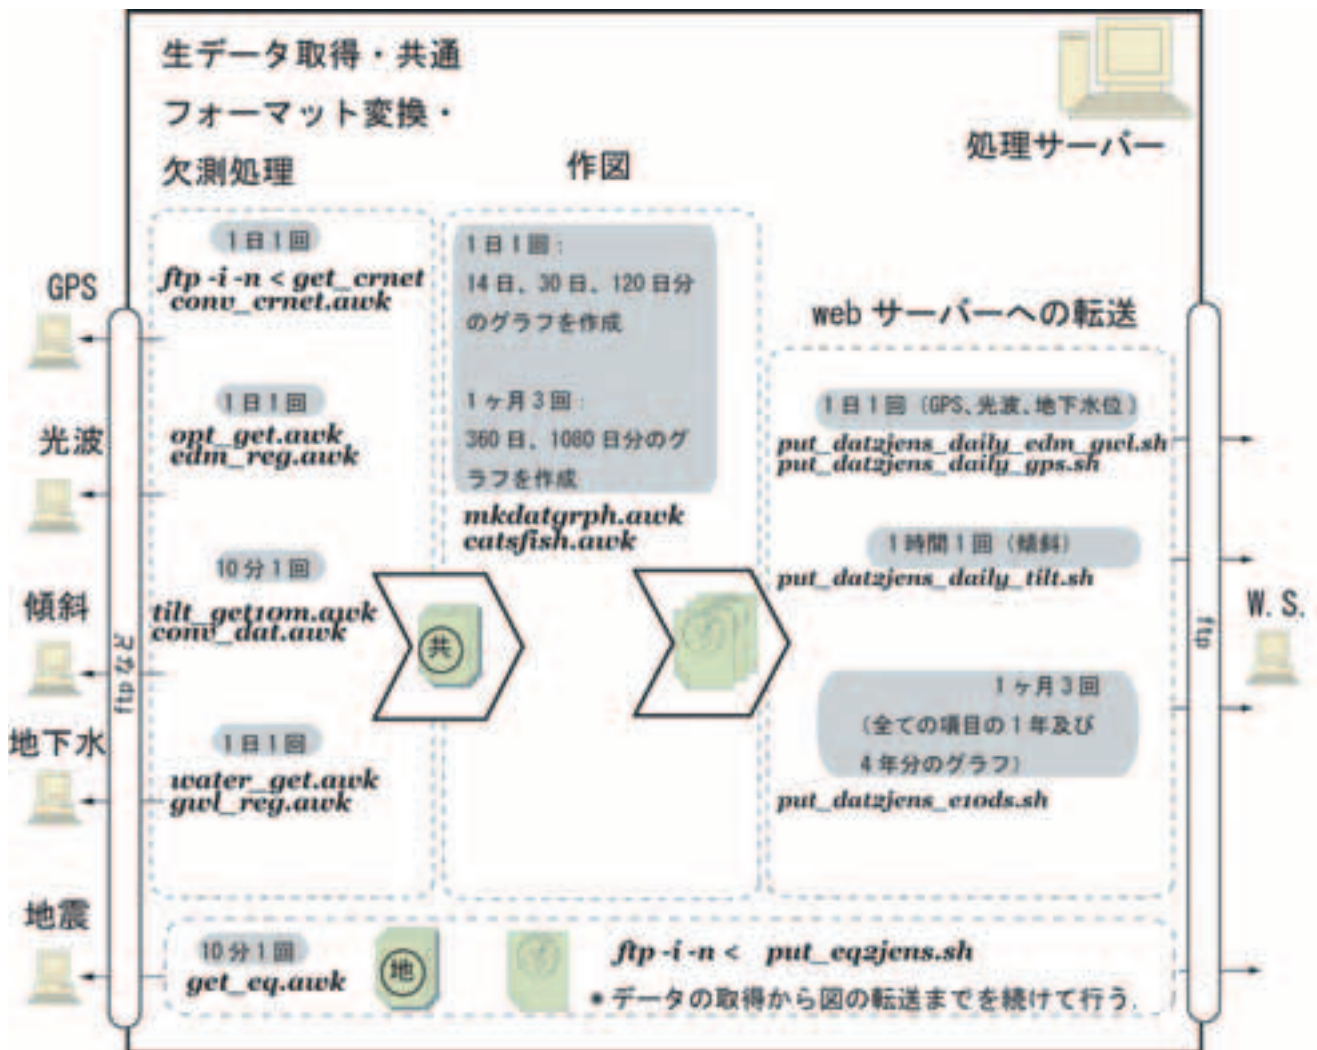 生データ取得・共通
フォーマット変換・
欠測処理
作図
処理サーバー
GPS
光波
傾斜
地下水
地震
ftpなど
1日1回
ftp -i -n < get_crnet
conv_crnet.awk
1日1回
opt_get.awk
edm_reg.awk
10分1回
tilt_get10m.awk
conv_dat.awk
1日1回
water_get.awk
gwl_reg.awk
1日1回:
14日、30日、120日分
のグラフを作成
1ヶ月3回:
360日、1080日分のグ
ラフを作成
mkdatgrph.awk
catsfish.awk
共
webサーバーへの転送
1日1回(GPS、光波、地下水位)
put_dat2jens_daily_edm_gwl.sh
put_dat2jens_daily_gps.sh
1時間1回(傾斜)
put_dat2jens_daily_tilt.sh
1ヶ月3回
(全ての項目の1年及び
4年分のグラフ)
put_dat2jens_e10ds.sh
ftp
W.S.
10分1回
get_eq.awk
地
ftp -i -n < put_eq2jens.sh
•データの取得から図の転送までを続けて行う.